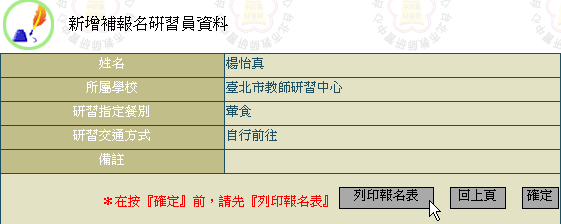 新增補報名研習員資料
姓名 楊怡真
所屬學校 臺北市教師研習中心
研習指定餐別 葷食
研習交通方式 自行前往
備註
＊在按『確定』前，請先『列印報名表』 列印報名表 回上頁 確定